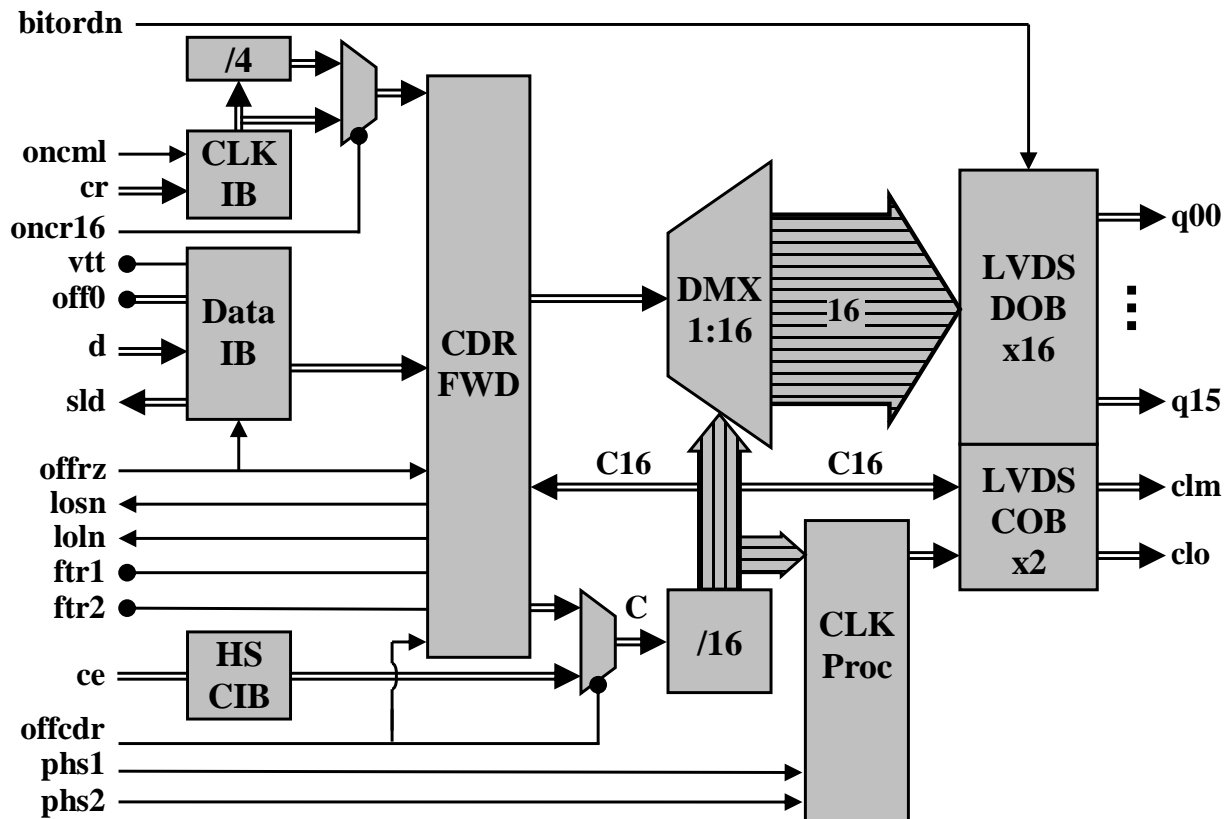 bitordn
/4
oncml
CLK
IB
cr
oncr16
vtt
off0
Data
IB
d
sld
CDR
FWD
DMX
1:16
16
LVDS
DOB
x16
q00
q15
offrz
losn
loln
ftr1
ftr2
C16
C16
LVDS
COB
x2
clm
clo
C
/16
CLK
Proc
ce
HS
CIB
offcdr
phs1
phs2